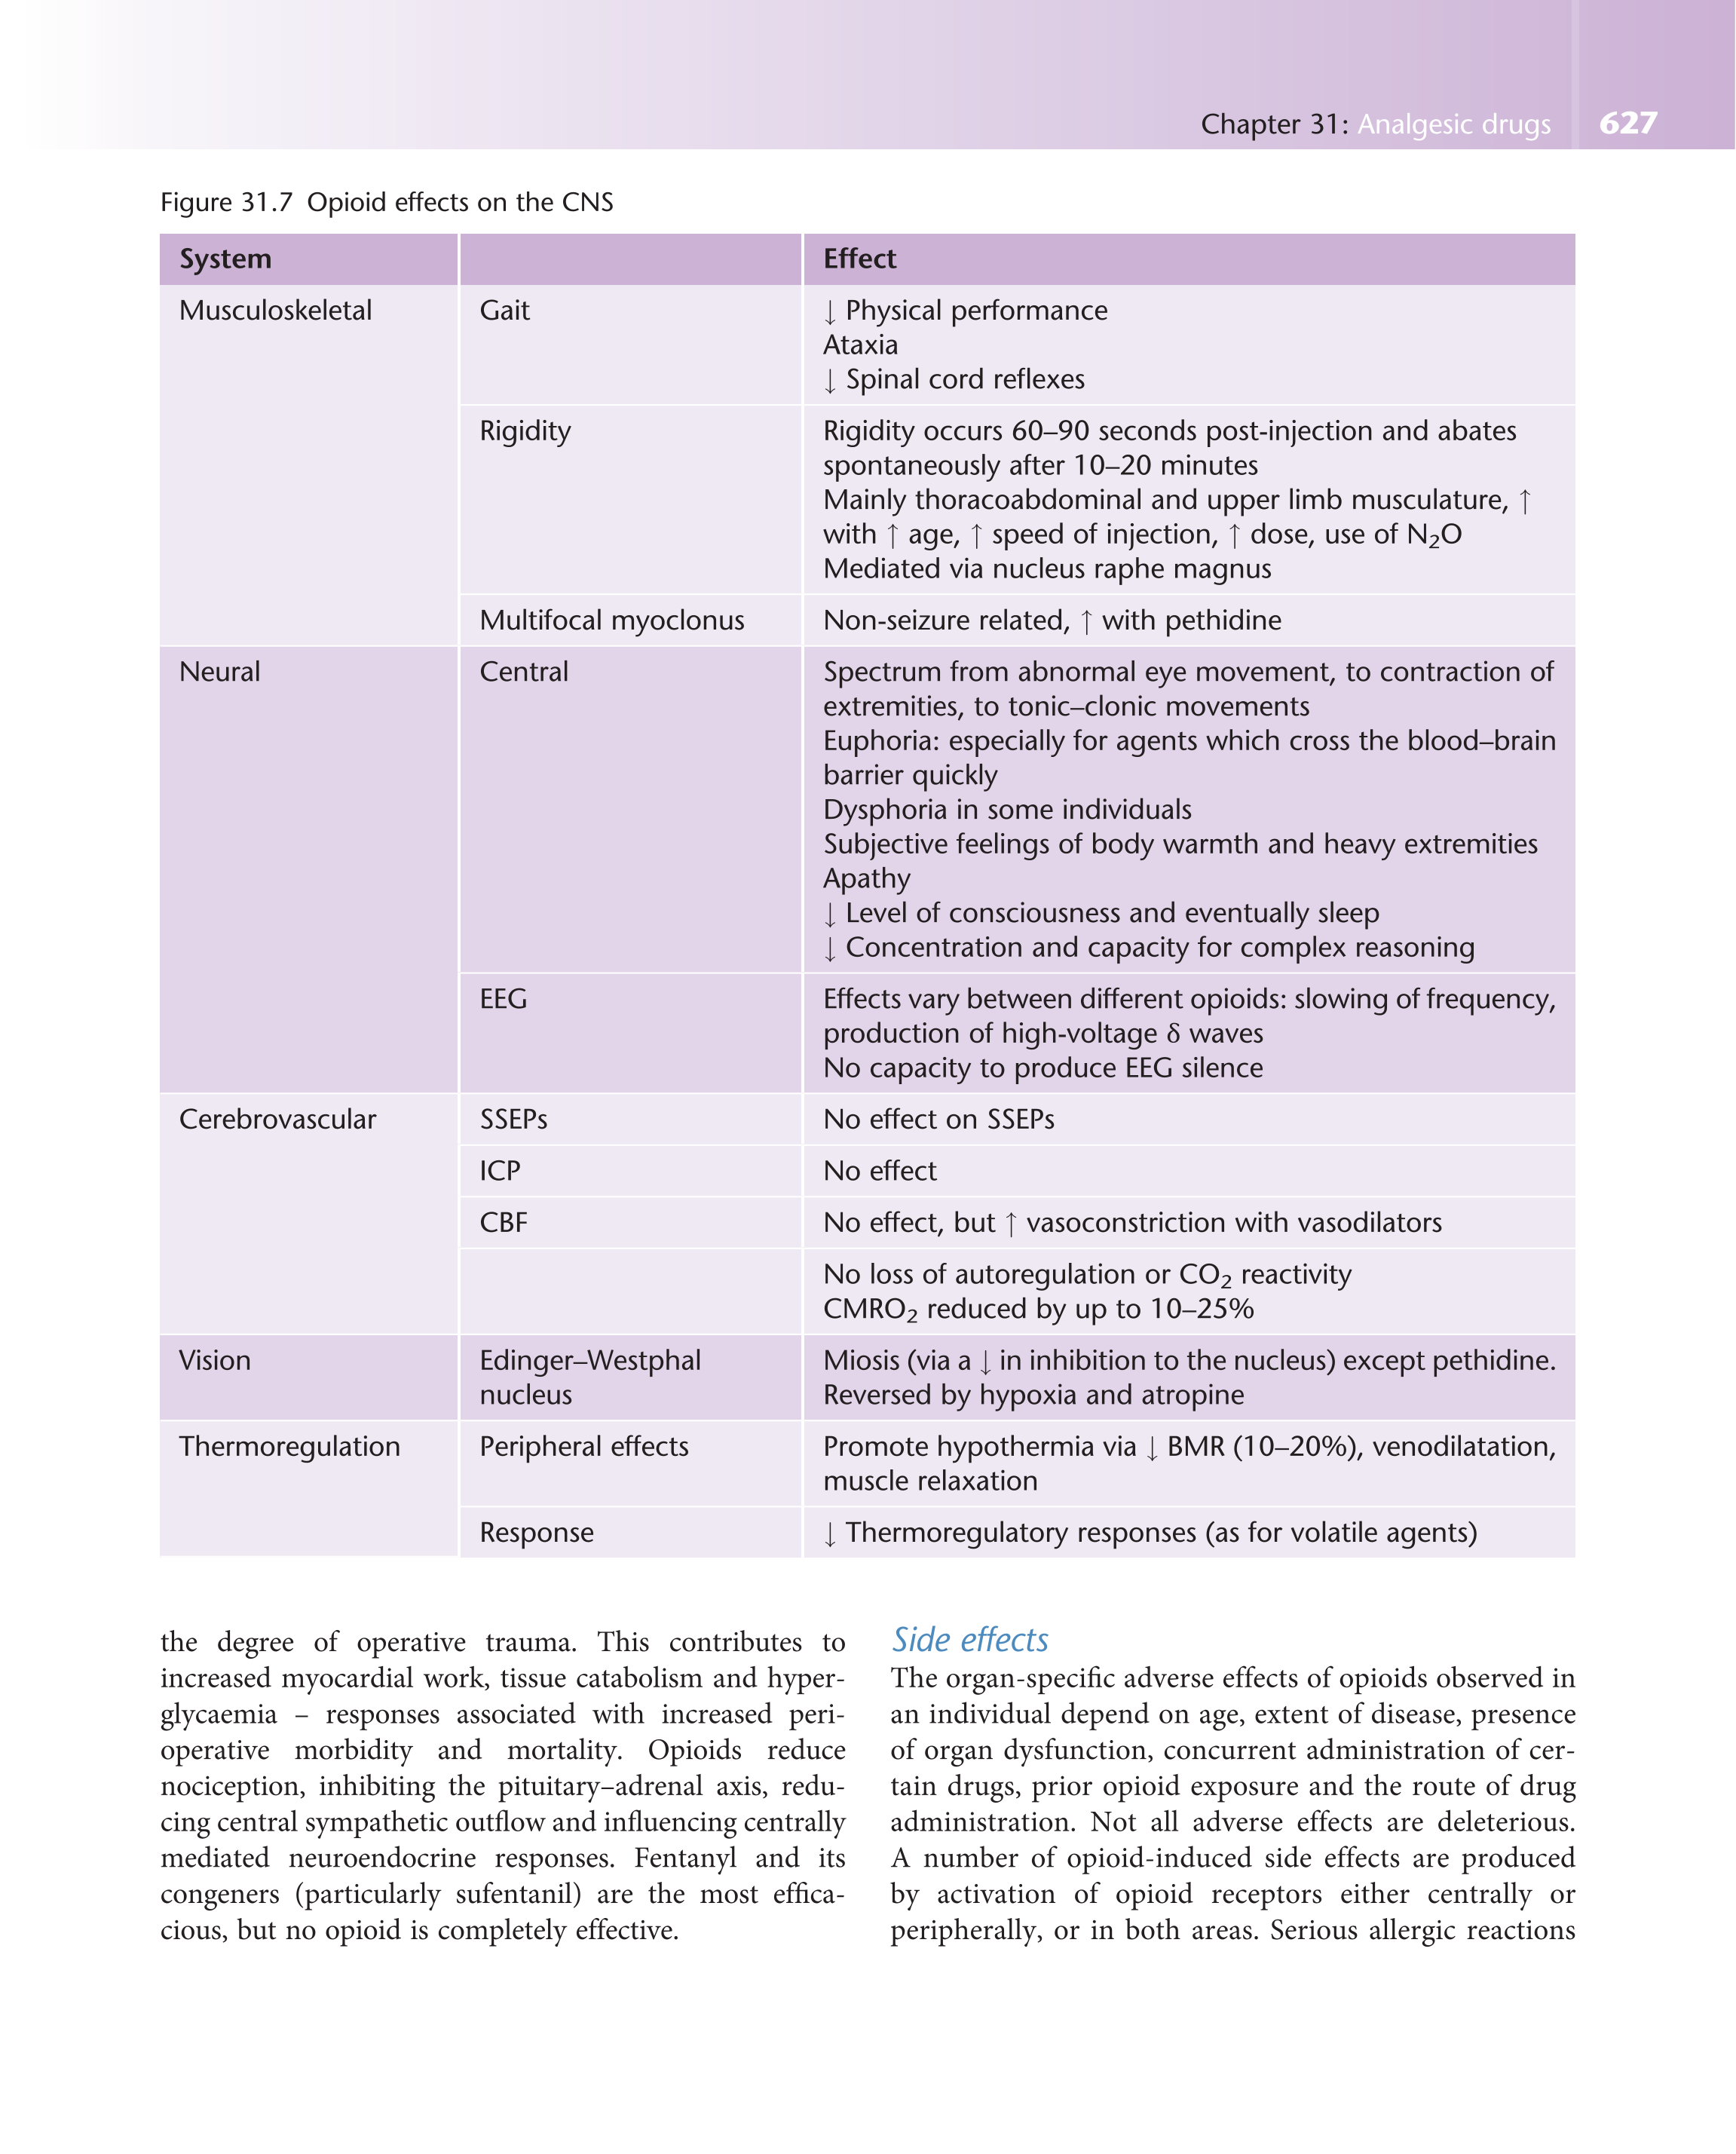 Chapter 31: Analgesic drugs 627
Figure 31.7 Opioid effects on the CNS
System Effect
Musculoskeletal Gait ↓ Physical performance
Ataxia
↓ Spinal cord reflexes
Rigidity Rigidity occurs 60–90 seconds post-injection and abates
spontaneously after 10–20 minutes
Mainly thoracoabdominal and upper limb musculature, ↑
with ↑ age, ↑ speed of injection, ↑ dose, use of N₂O
Mediated via nucleus raphe magnus
Multifocal myoclonus Non-seizure related, ↑ with pethidine
Neural Central Spectrum from abnormal eye movement, to contraction of
extremities, to tonic–clonic movements
Euphoria: especially for agents which cross the blood–brain
barrier quickly
Dysphoria in some individuals
Subjective feelings of body warmth and heavy extremities
Apathy
↓ Level of consciousness and eventually sleep
↓ Concentration and capacity for complex reasoning
EEG Effects vary between different opioids: slowing of frequency,
production of high-voltage δ waves
No capacity to produce EEG silence
Cerebrovascular SSEPs No effect on SSEPs
ICP No effect
CBF No effect, but ↑ vasoconstriction with vasodilators
No loss of autoregulation or CO₂ reactivity
CMRO₂ reduced by up to 10–25%
Vision Edinger–Westphal Miosis (via a ↓ in inhibition to the nucleus) except pethidine.
nucleus Reversed by hypoxia and atropine
Thermoregulation Peripheral effects Promote hypothermia via ↓ BMR (10–20%), venodilatation,
muscle relaxation
Response ↓ Thermoregulatory responses (as for volatile agents)
the degree of operative trauma. This contributes to
increased myocardial work, tissue catabolism and hyper-
glycaemia – responses associated with increased peri-
operative morbidity and mortality. Opioids reduce
nociception, inhibiting the pituitary–adrenal axis, redu-
cing central sympathetic outflow and influencing centrally
mediated neuroendocrine responses. Fentanyl and its
congeners (particularly sufentanil) are the most effica-
cious, but no opioid is completely effective.
Side effects
The organ-specific adverse effects of opioids observed in
an individual depend on age, extent of disease, presence
of organ dysfunction, concurrent administration of cer-
tain drugs, prior opioid exposure and the route of drug
administration. Not all adverse effects are deleterious.
A number of opioid-induced side effects are produced
by activation of opioid receptors either centrally or
peripherally, or in both areas. Serious allergic reactions